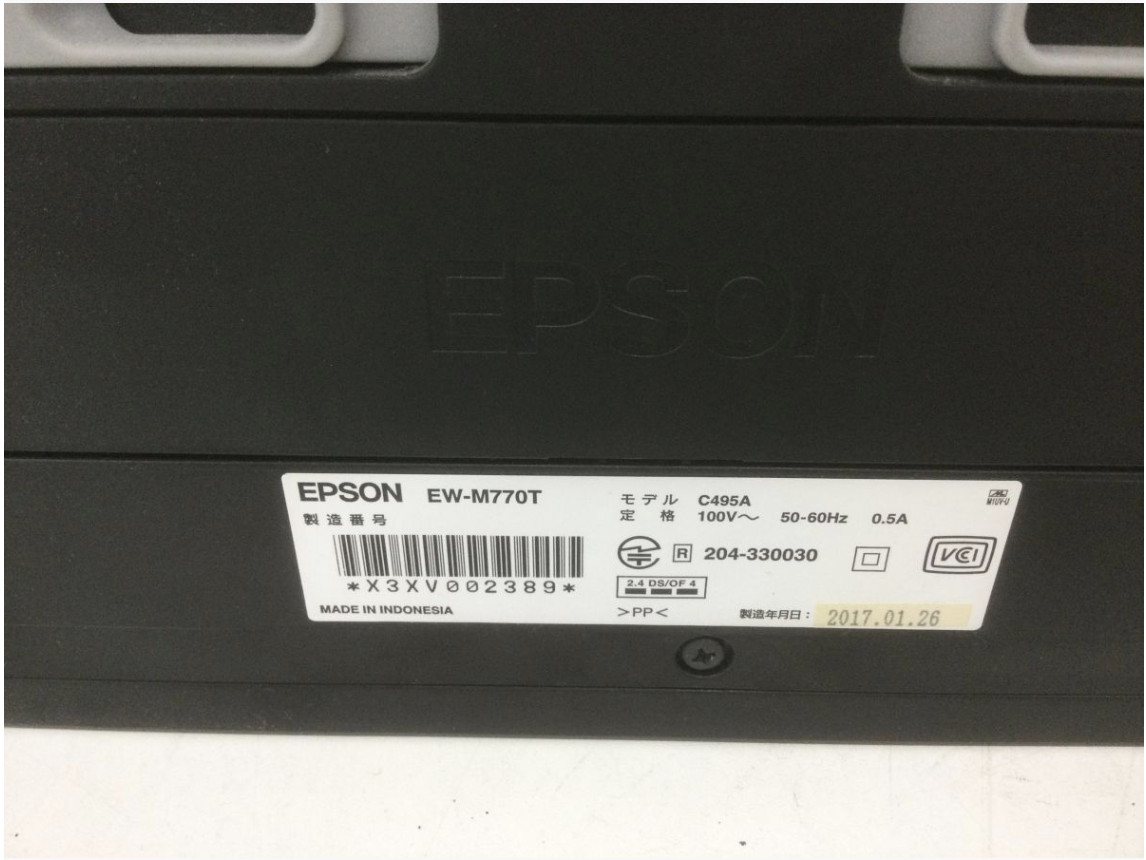 EPSON
EPSON EW-M770T
製造番号
*X3XV002389*
MADE IN INDONESIA
モデル C495A
定格 100V～ 50-60Hz 0.5A
R 204-330030
VCCI
2.4 DS/OF 4
>PP<
製造年月日： 2017.01.26